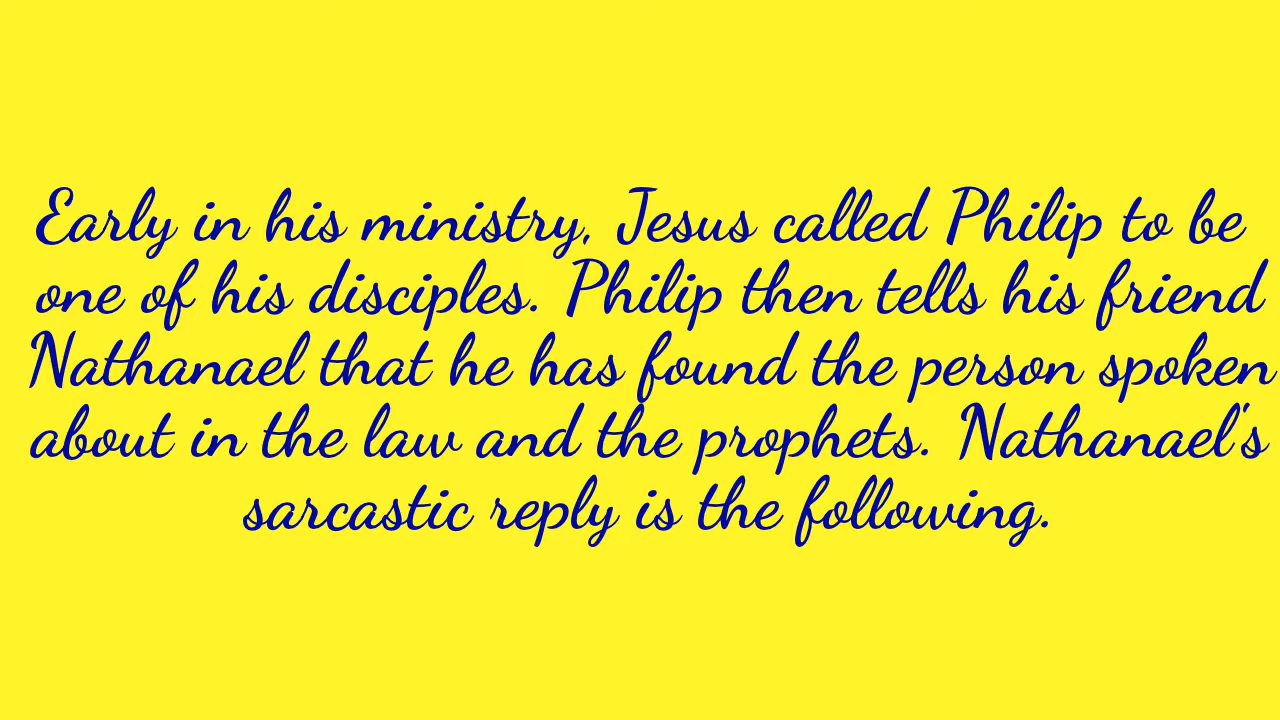 Early in his ministry, Jesus called Philip to be
one of his disciples. Philip then tells his friend
Nathanael that he has found the person spoken
about in the law and the prophets. Nathanael's
sarcastic reply is the following.